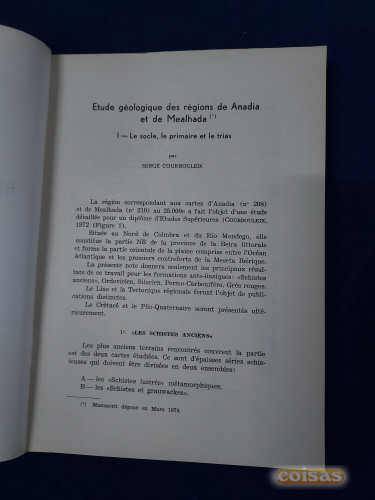 Etude géologique des régions de Anadia
et de Mealhada (*)
I — Le socle, le primaire et le trias
par
SERGE COURBOULEIX
La région correspondant aux cartes d'Anadia (nº 208)
et de Mealhada (nº 219) au 25.000e a fait l'objet d'une étude
détaillée pour un diplôme d'Etudes Supérieures (COURBOULEIX,
1972 (Figure 1).
Située au Nord de Coimbra et du Rio Mondego, elle
constitue la partie NE de la province de la Beira littorale
et forme la partie orientale de la plaine comprise entre l'Océan
Atlantique et les premiers contreforts de la Meseta Ibérique.
La présente note donnera seulement les principaux résul-
tats de ce travail pour les formations anté-liasiques: «Schistes
anciens», Ordovicien, Silurien, Permo-Carbonifère, Grès rouges.
Le Lias et la Tectonique régionale feront l'objet de publi-
cations distinctes.
Le Crétacé et le Plio-Quaternaire seront présentés ulté-
rieurement.
1º. «LES SCHISTES ANCIENS»
Les plus anciens terrains rencontrés couvrent la partie
est des deux cartes étudiées. Ce sont d'épaisses séries schis-
teuses qui doivent être divisées en deux ensembles:
A — les «Schistes lustrés» métamorphiques.
B — les «Schistes et grauwackes».
(*) Manuscrit déposé en Mars 1974.
coisas